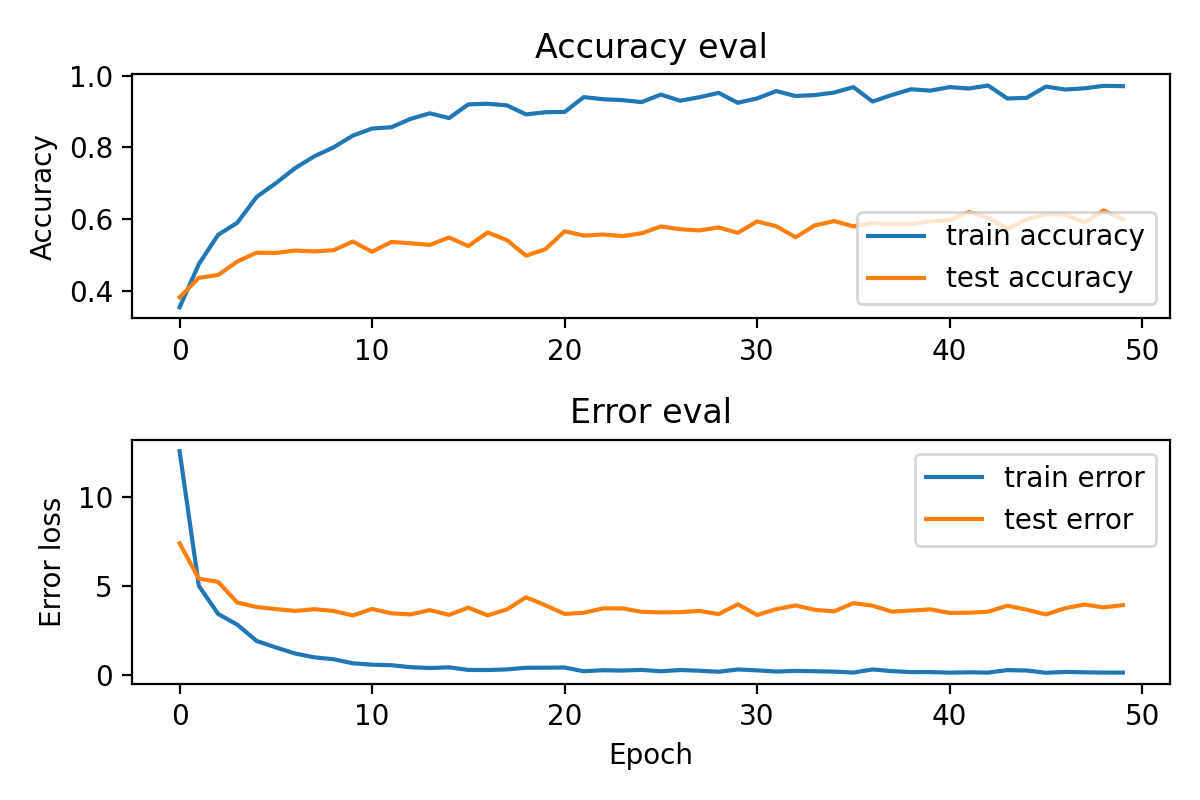 Accuracy eval
Accuracy
1.0
0.8
0.6
0.4
train accuracy
test accuracy
0 10 20 30 40 50
Error eval
Error loss
10
5
0
train error
test error
0 10 20 30 40 50
Epoch